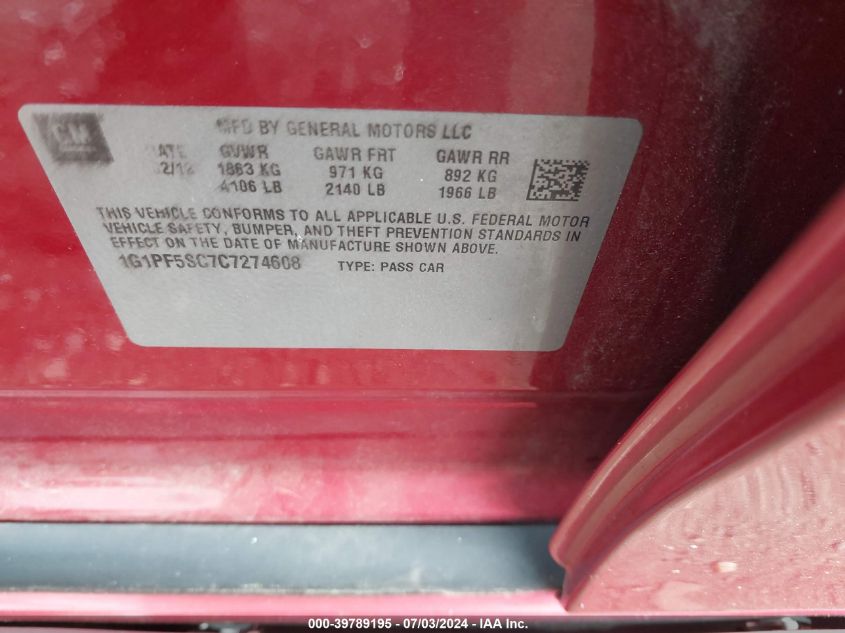 GM
MFD BY GENERAL MOTORS LLC
DATE GVWR GAWR FRT GAWR RR
02/12 1863 KG 971 KG 892 KG
4106 LB 2140 LB 1966 LB
THIS VEHICLE CONFORMS TO ALL APPLICABLE U.S. FEDERAL MOTOR
VEHICLE SAFETY, BUMPER, AND THEFT PREVENTION STANDARDS IN
EFFECT ON THE DATE OF MANUFACTURE SHOWN ABOVE.
1G1PF5SC7C7274608 TYPE: PASS CAR
000-39789195 - 07/03/2024 - IAA Inc.